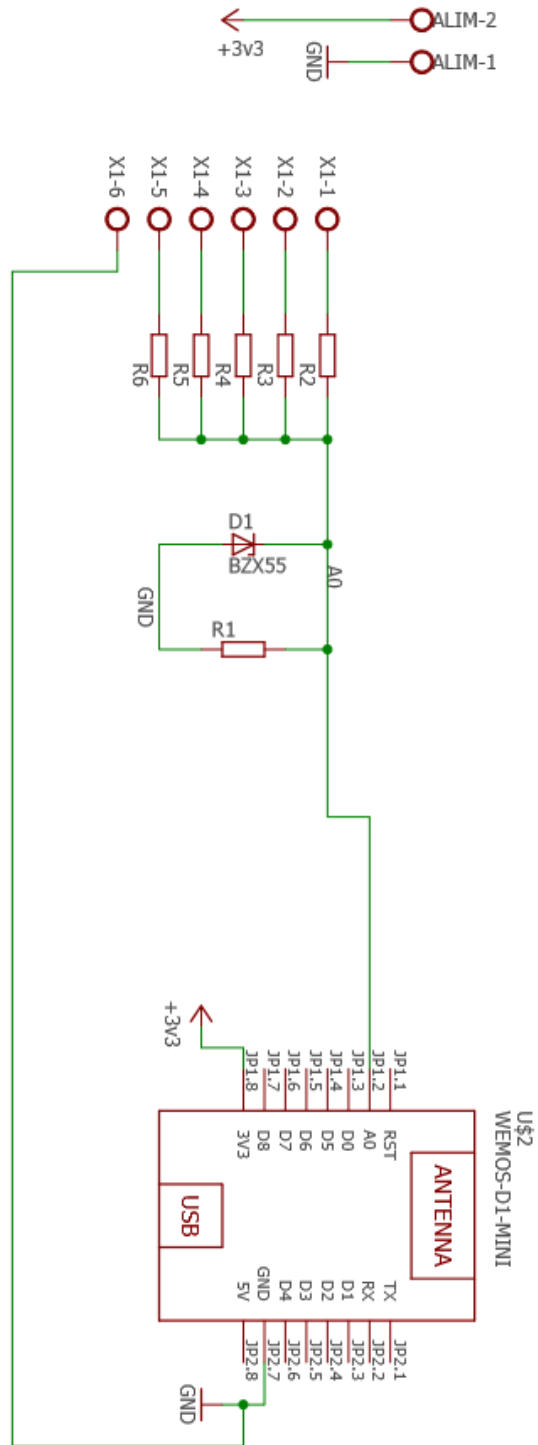 ALIM-2
+3v3
ALIM-1
GND
X1-6
X1-5
X1-4
X1-3
X1-2
X1-1
R6
R5
R4
R3
R2
D1
BZX55
A0
GND
R1
+3v3
JP1.8
JP1.7
JP1.6
JP1.5
JP1.4
JP1.3
JP1.2
JP1.1
U$2
WEMOS-D1-MINI
3V3
D8
D7
D6
D5
D0
A0
RST
ANTENNA
USB
5V
GND
D4
D3
D2
D1
RX
TX
JP2.8
JP2.7
JP2.6
JP2.5
JP2.4
JP2.3
JP2.2
JP2.1
GND